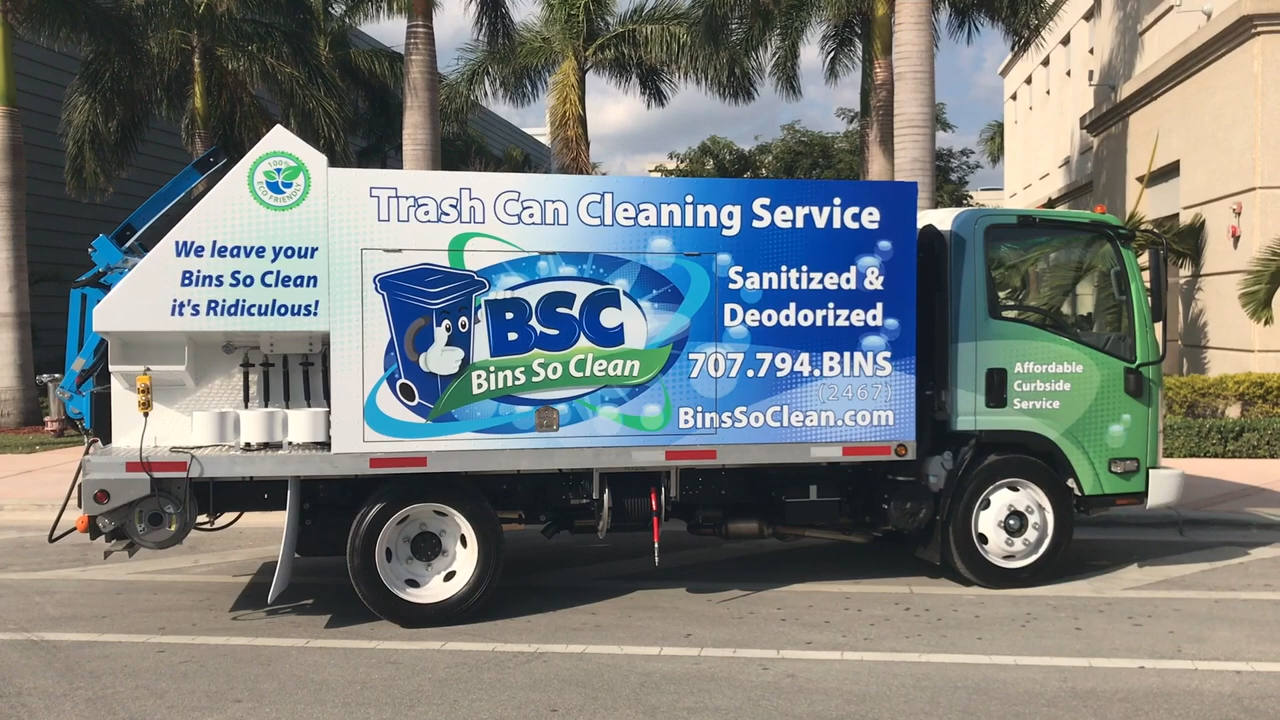 100%
ECO FRIENDLY
We leave your
Bins So Clean
it's Ridiculous!
Trash Can Cleaning Service
BSC
Bins So Clean
Sanitized &
Deodorized
707.794.BINS
(2467)
BinsSoClean.com
Affordable
Curbside
Service